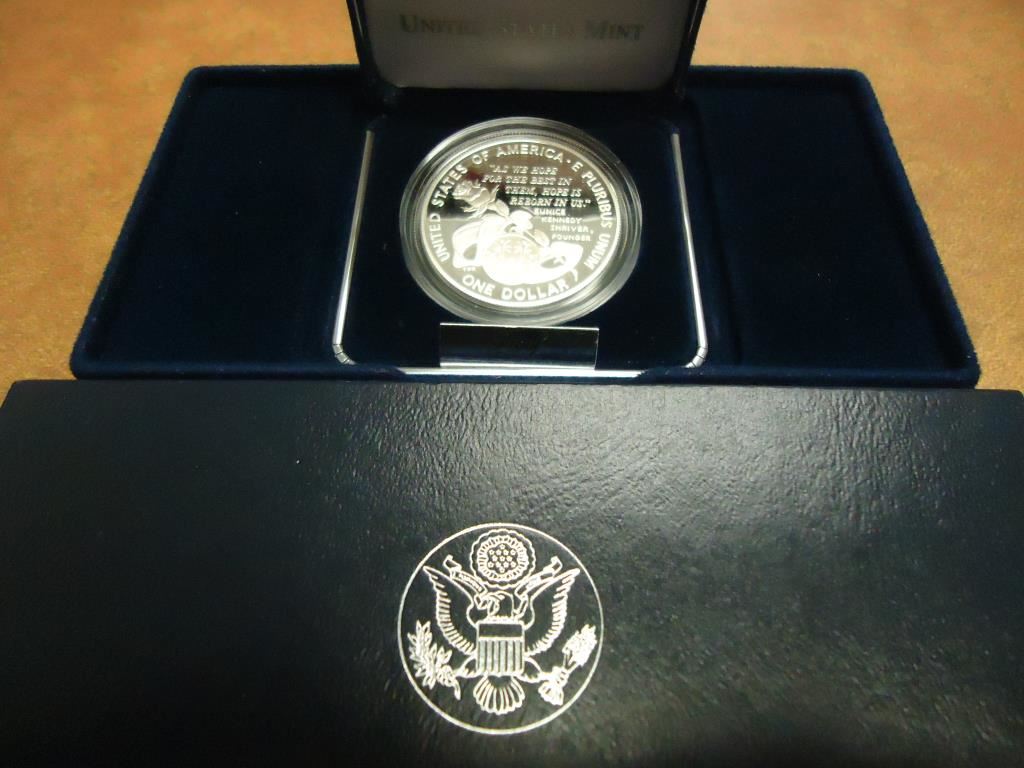 UNITED STATES MINT
UNITED STATES OF AMERICA · E PLURIBUS UNUM
"AS WE HOPE
FOR THE BEST IN
THEM, HOPE IS
REBORN IN US."
EUNICE
KENNEDY
SHRIVER,
FOUNDER
ONE DOLLAR